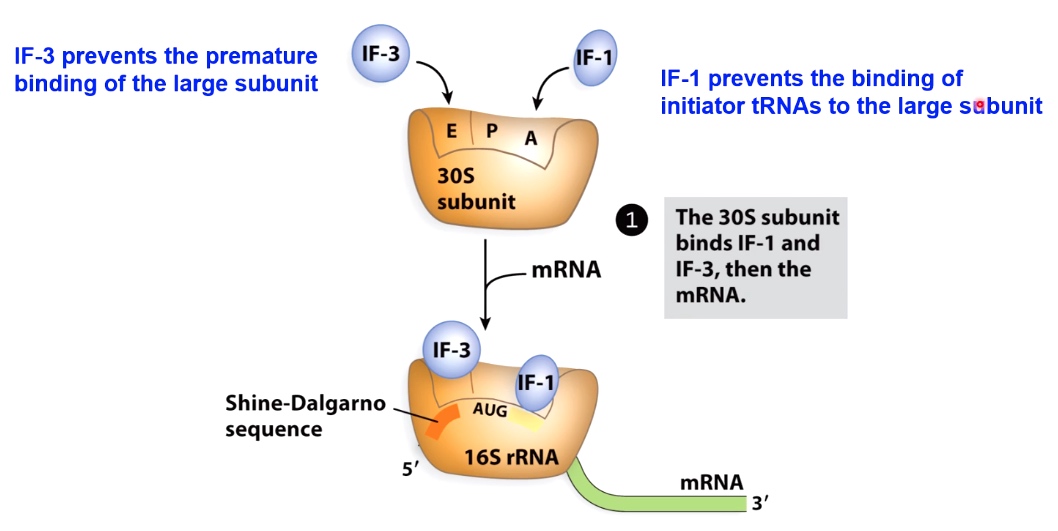 IF-3 prevents the premature
binding of the large subunit
IF-3
IF-1
IF-1 prevents the binding of
initiator tRNAs to the large subunit
E P A
30S
subunit
1
The 30S subunit
binds IF-1 and
IF-3, then the
mRNA.
mRNA
IF-3
IF-1
Shine-Dalgarno
sequence
AUG
5′
16S rRNA
mRNA
3′